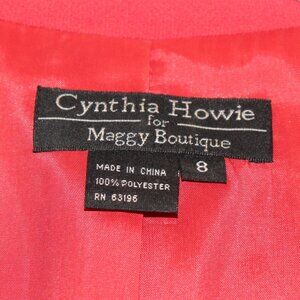 Cynthia Howie
for
Maggy Boutique
8
MADE IN CHINA
100% POLYESTER
RN 63196